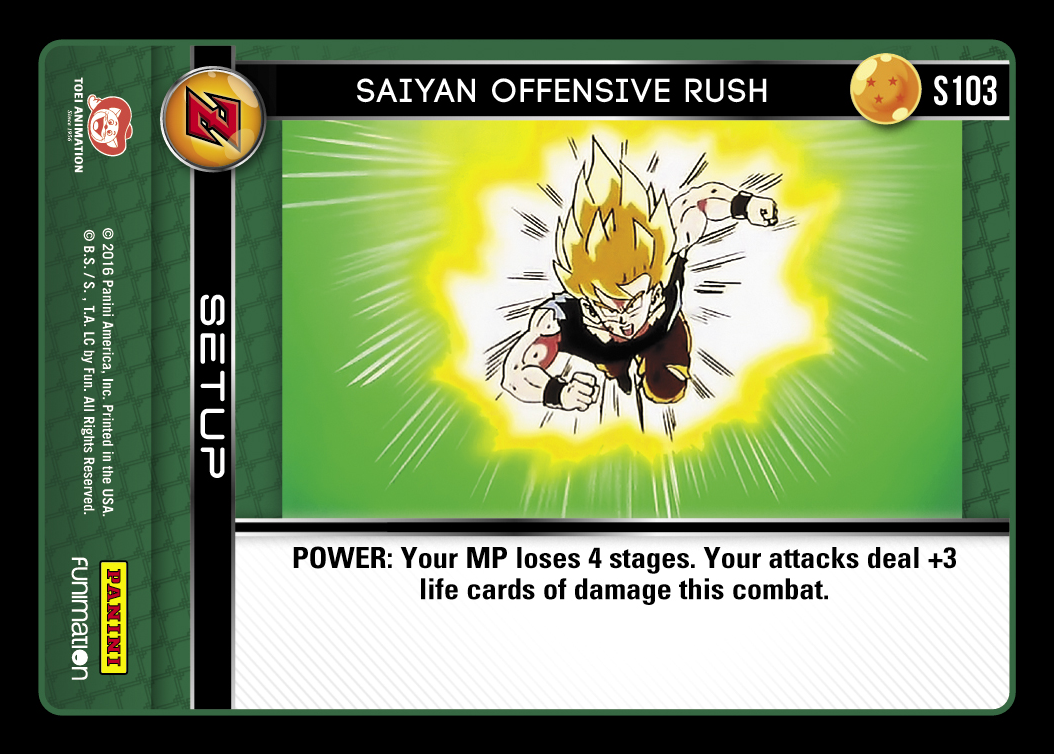 SAIYAN OFFENSIVE RUSH
S103
SETUP
POWER: Your MP loses 4 stages. Your attacks deal +3
life cards of damage this combat.
TOEI ANIMATION
Since 1956
© 2016 Panini America, Inc. Printed in the USA.
© B.S. / S., T.A. LC by Fun. All Rights Reserved.
PANINI
FUNIMATION